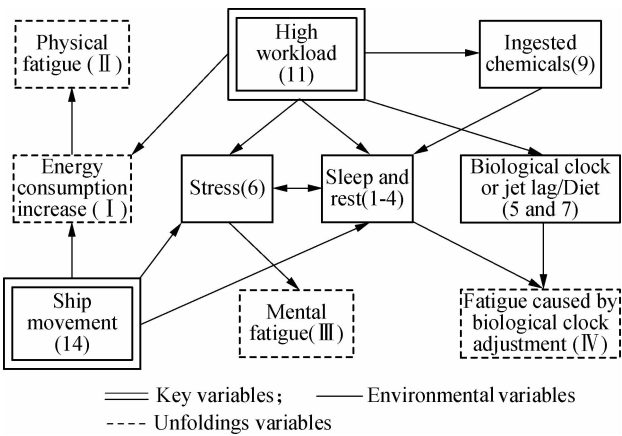 Physical
fatigue(Ⅱ)
High
workload
(11)
Ingested
chemicals(9)
Energy
consumption
increase(Ⅰ)
Stress(6)
Sleep and
rest(1-4)
Biological clock
or jet lag/Diet
(5 and 7)
Ship
movement
(14)
Mental
fatigue(Ⅲ)
Fatigue caused by
biological clock
adjustment (Ⅳ)
Key variables; Environmental variables
Unfoldings variables